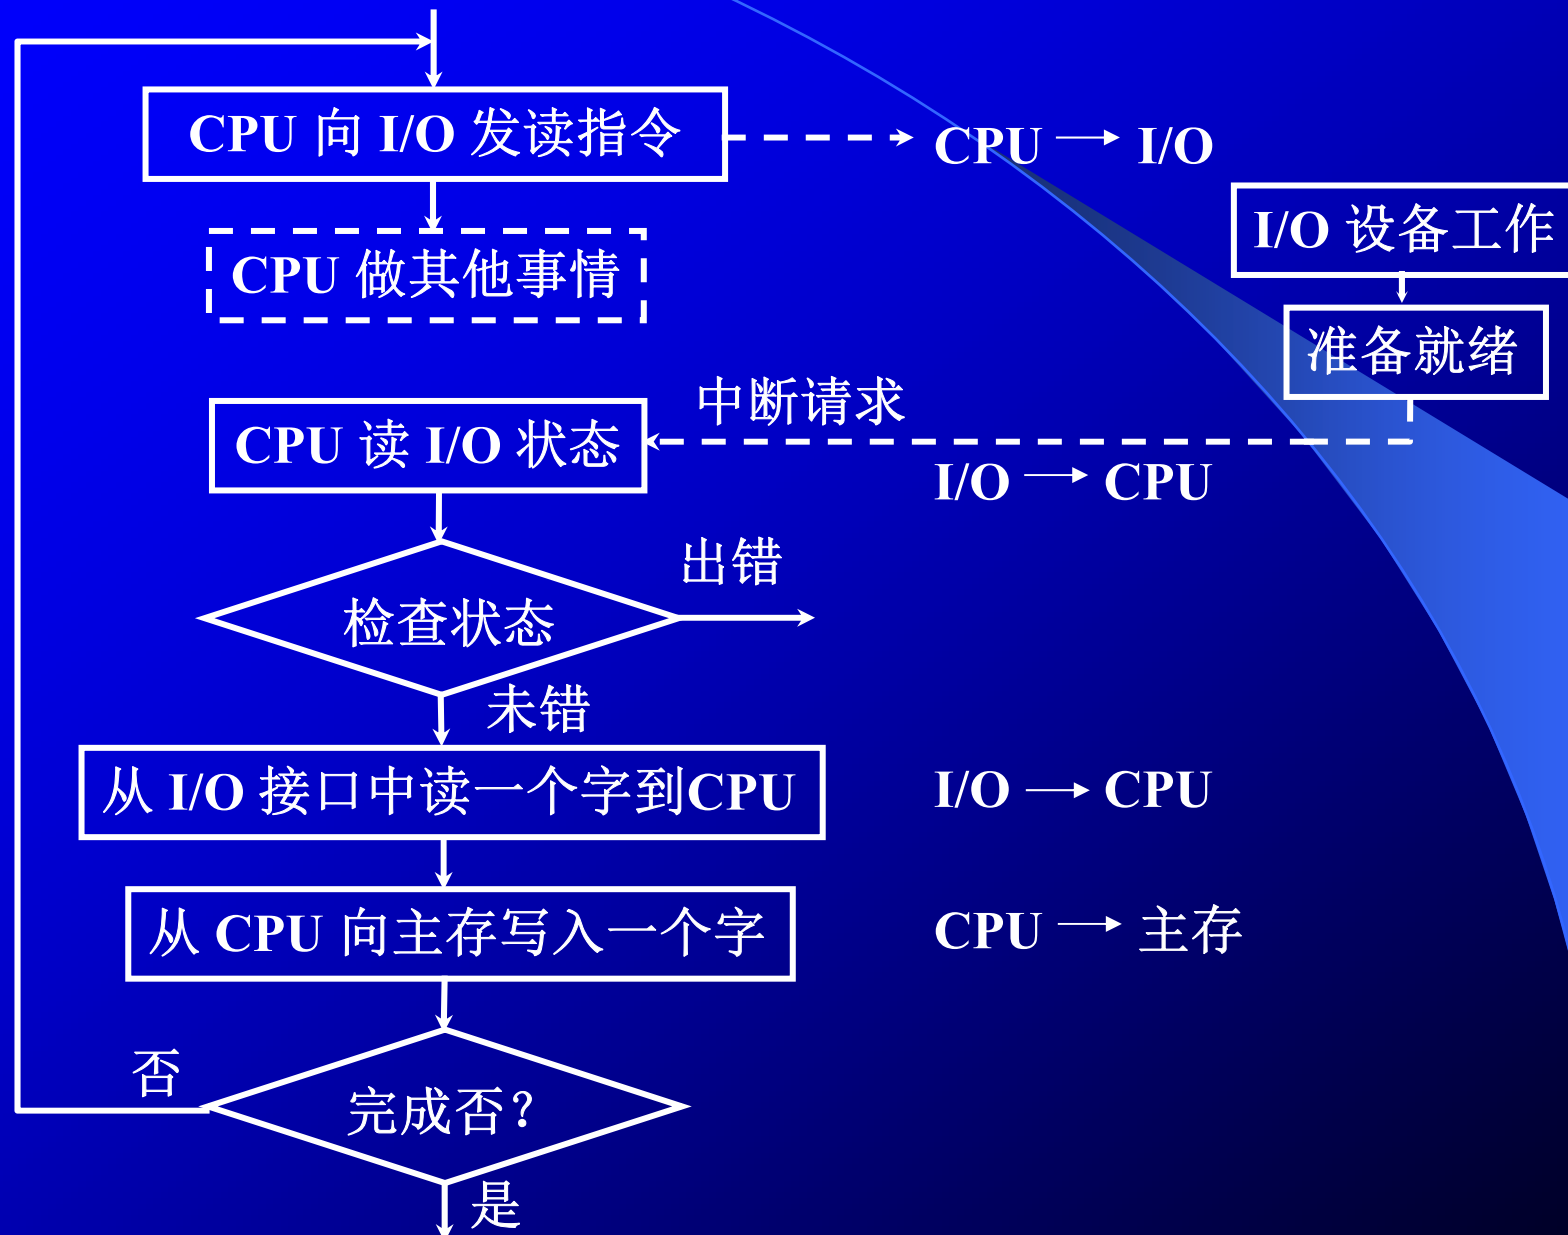 CPU 向 I/O 发读指令
CPU → I/O
I/O 设备工作
CPU 做其他事情
准备就绪
中断请求
CPU 读 I/O 状态
I/O → CPU
出错
检查状态
未错
从 I/O 接口中读一个字到CPU
I/O → CPU
从 CPU 向主存写入一个字
CPU → 主存
否
完成否？
是